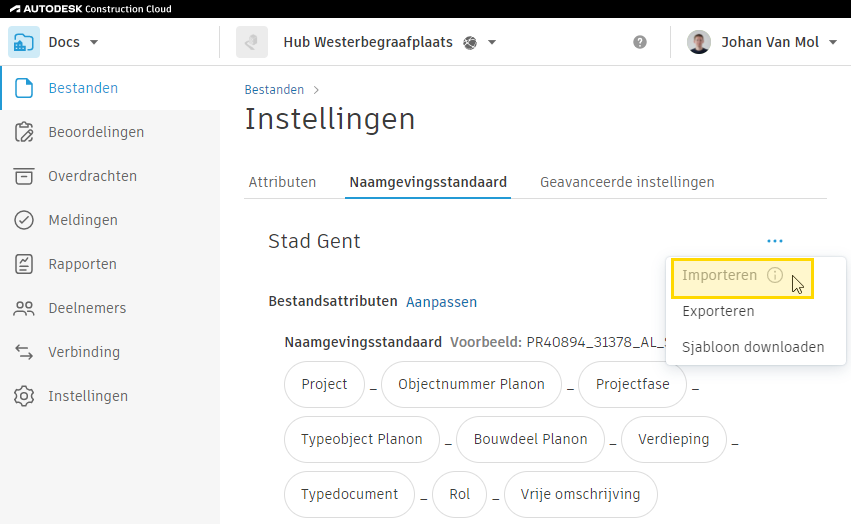 AUTODESK Construction Cloud
Docs
Hub Westerbegraafplaats
Johan Van Mol
Bestanden
Beoordelingen
Overdrachten
Meldingen
Rapporten
Deelnemers
Verbinding
Instellingen
Bestanden >
Instellingen
Attributen Naamgevingsstandaard Geavanceerde instellingen
Stad Gent
Importeren
Exporteren
Sjabloon downloaden
Bestandsattributen Aanpassen
Naamgevingsstandaard Voorbeeld: PR40894_31378_AL_
Project _ Objectnummer Planon _ Projectfase _
Typeobject Planon _ Bouwdeel Planon _ Verdieping _
Typedocument _ Rol _ Vrije omschrijving